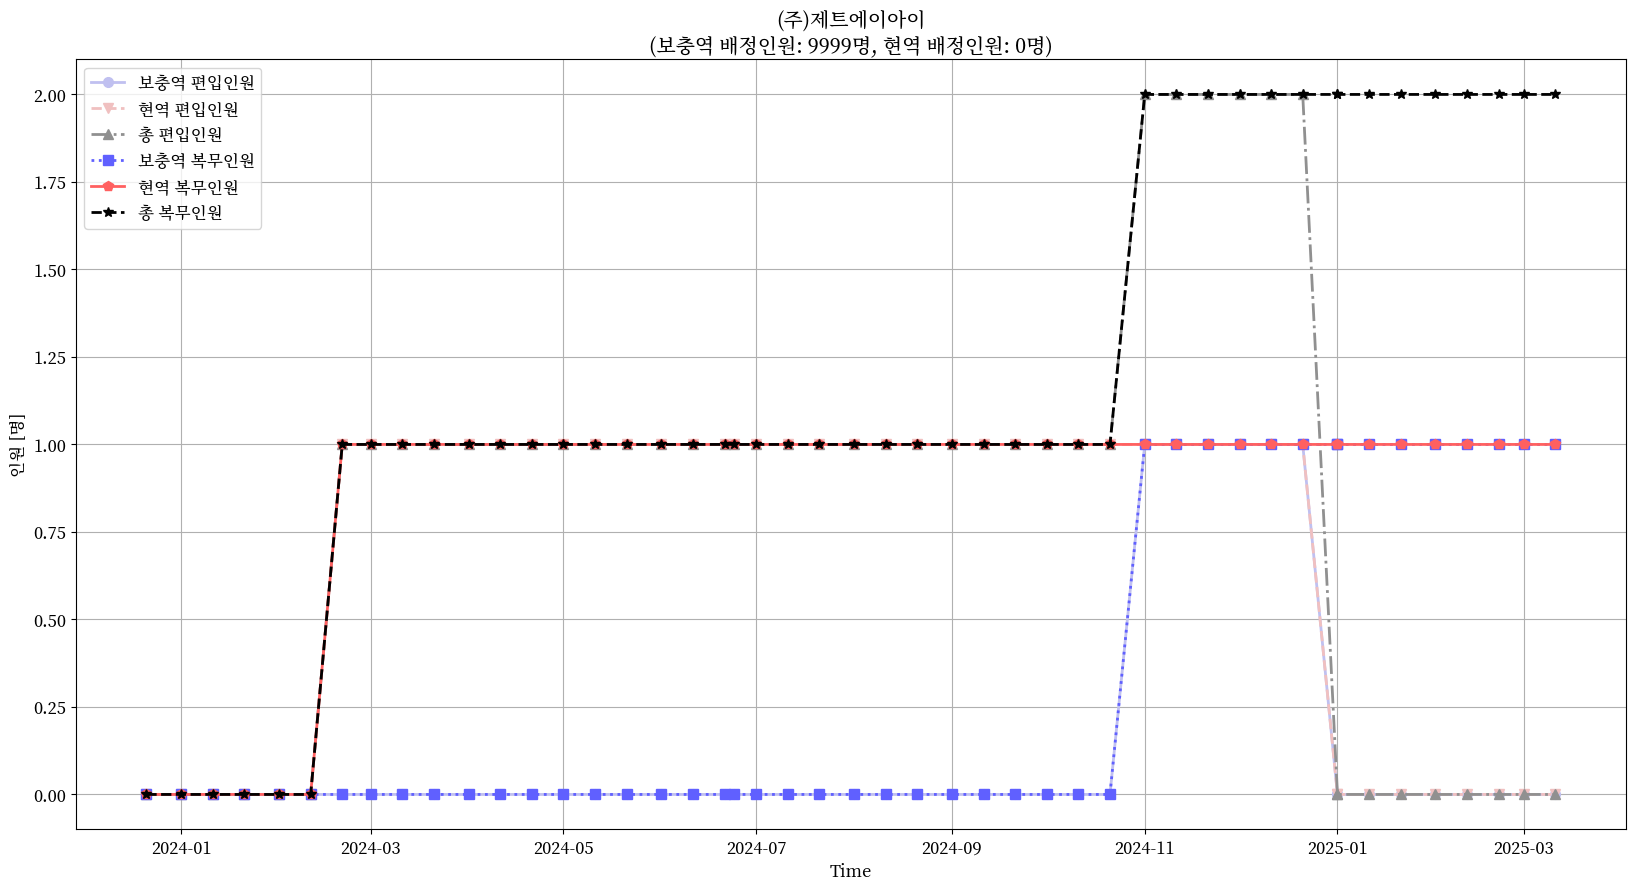 (주)제트에이아이
(보충역 배정인원: 9999명, 현역 배정인원: 0명)
보충역 편입인원
현역 편입인원
총 편입인원
보충역 복무인원
현역 복무인원
총 복무인원
2.00
1.75
1.50
1.25
1.00
0.75
0.50
0.25
0.00
인원 [명]
2024-01 2024-03 2024-05 2024-07 2024-09 2024-11 2025-01 2025-03
Time